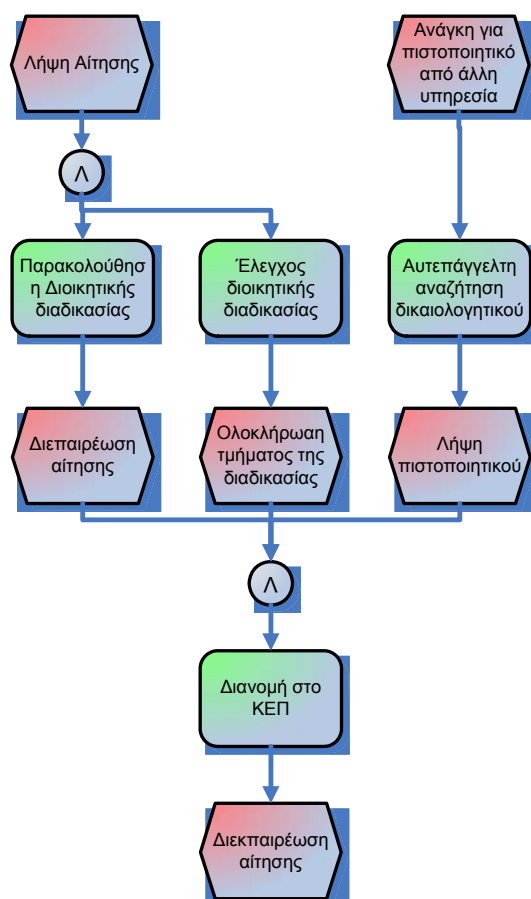 Λήψη Αίτησης
Ανάγκη για
πιστοποιητικό
από άλλη
υπηρεσία
Λ
Παρακολούθησ
η Διοικητικής
διαδικασίας
Έλεγχος
διοικητικής
διαδικασίας
Αυτεπάγγελτη
αναζήτηση
δικαιολογητικού
Διεπαιρέωση
αίτησης
Ολοκλήρωαη
τμήματος της
διαδικασίας
Λήψη
πιστοποιητικού
Λ
Διανομή στο
ΚΕΠ
Διεκπαιρέωση
αίτησης